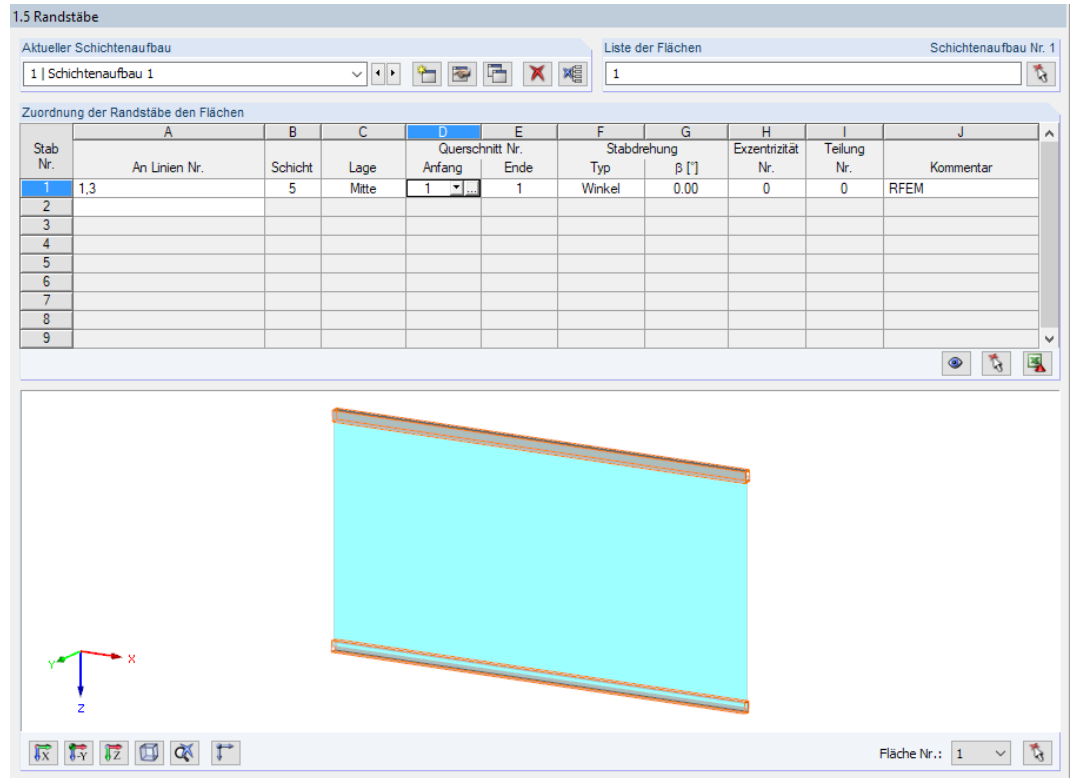 1.5 Randstäbe
Aktueller Schichtenaufbau
Liste der Flächen Schichtenaufbau Nr. 1
1 | Schichtenaufbau 1
1
Zuordnung der Randstäbe den Flächen
A B C D E F G H I J
Stab Querschnitt Nr. Stabdrehung Exzentrizität Teilung
Nr. An Linien Nr. Schicht Lage Anfang Ende Typ β [°] Nr. Nr. Kommentar
1 1,3 5 Mitte 1 ... 1 Winkel 0.00 0 0 RFEM
2
3
4
5
6
7
8
9
Y X
Z
X -Y Z
Fläche Nr.: 1